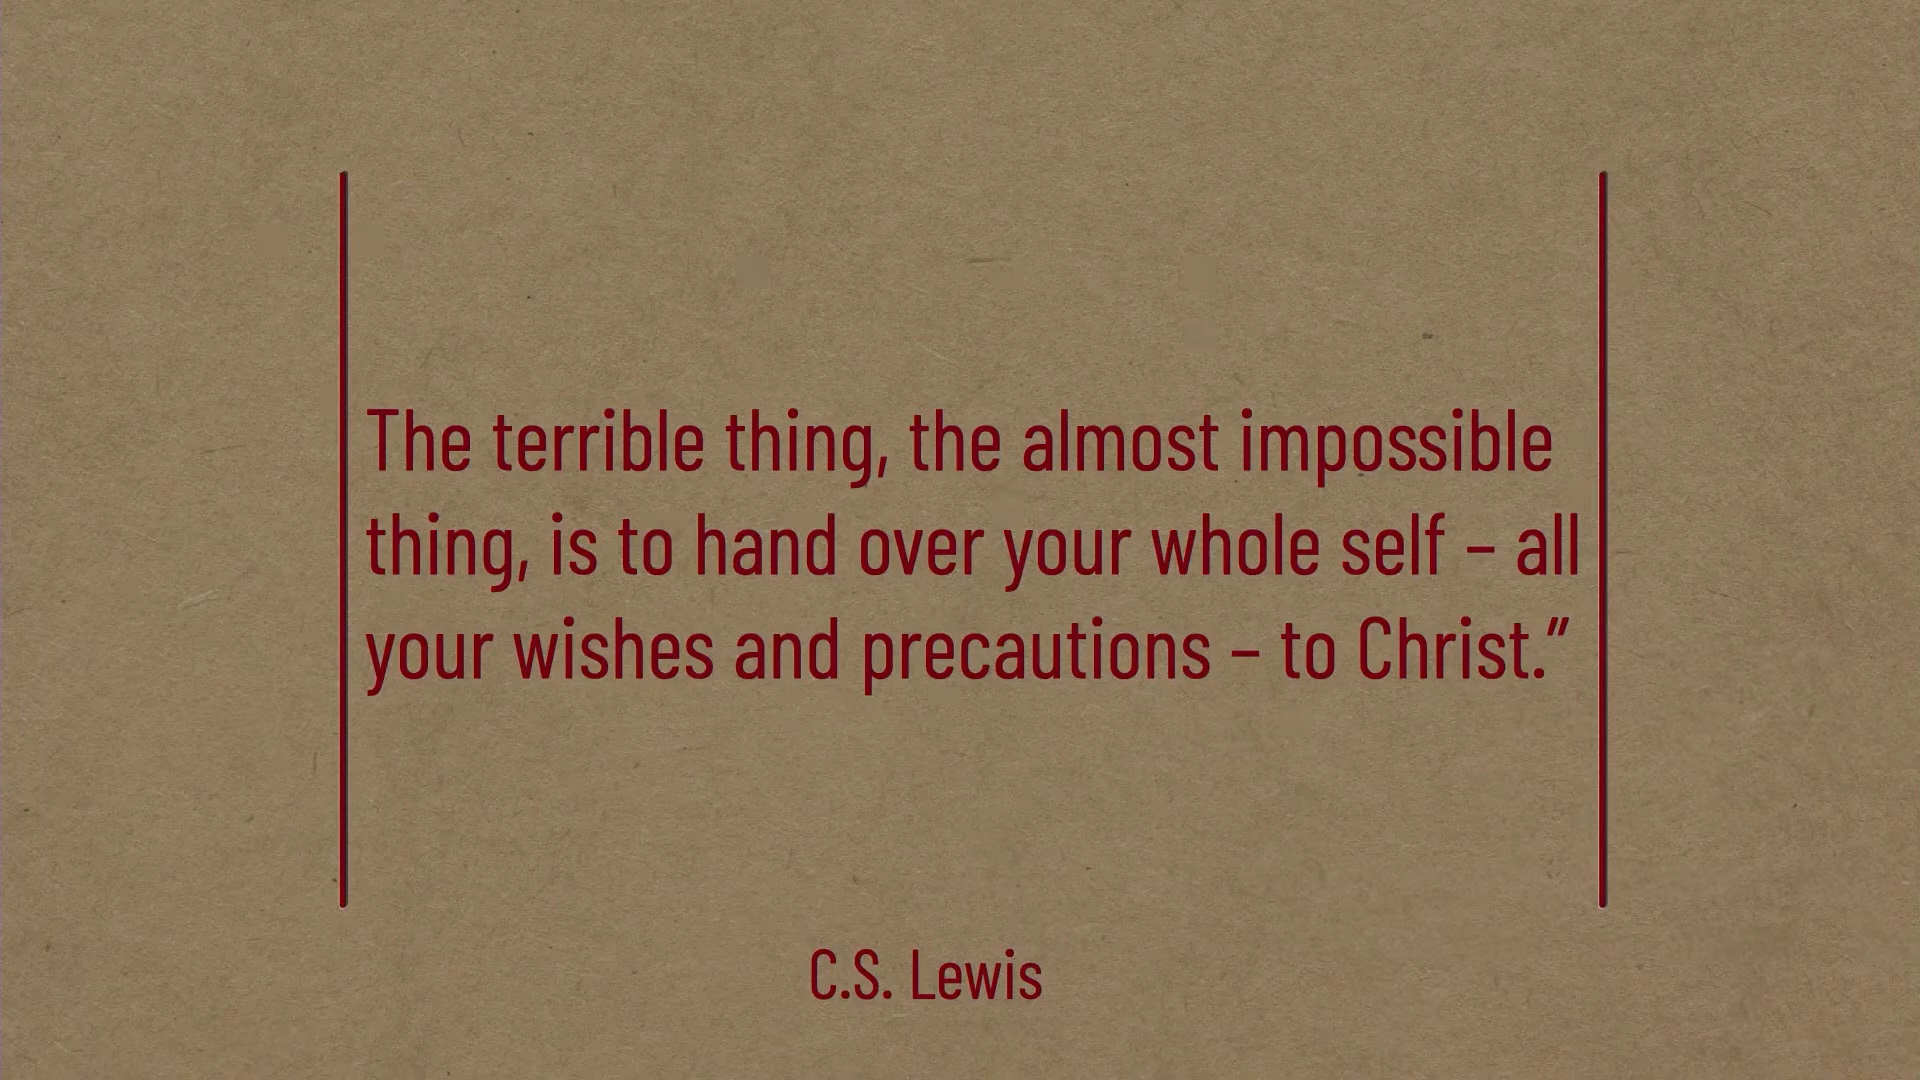 The terrible thing, the almost impossible
thing, is to hand over your whole self – all
your wishes and precautions – to Christ.”
C.S. Lewis